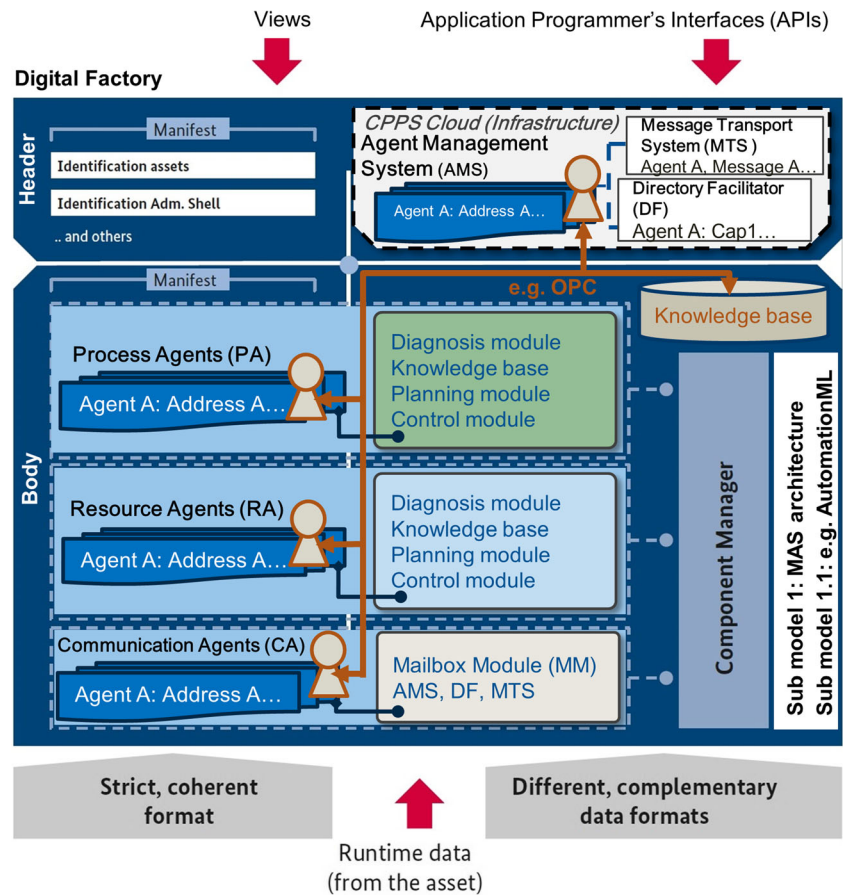 Views
Application Programmer's Interfaces (APIs)
Digital Factory
Header
Manifest
Identification assets
Identification Adm. Shell
.. and others
CPPS Cloud (Infrastructure)
Agent Management
System (AMS)
Agent A: Address A…
Message Transport
System (MTS)
Agent A, Message A…
Directory Facilitator
(DF)
Agent A: Cap1…
Body
Manifest
e.g. OPC
Knowledge base
Process Agents (PA)
Agent A: Address A…
Diagnosis module
Knowledge base
Planning module
Control module
Resource Agents (RA)
Agent A: Address A…
Diagnosis module
Knowledge base
Planning module
Control module
Communication Agents (CA)
Agent A: Address A…
Mailbox Module (MM)
AMS, DF, MTS
Component Manager
Sub model 1: MAS architecture
Sub model 1.1: e.g. AutomationML
Strict, coherent
format
Different, complementary
data formats
Runtime data
(from the asset)